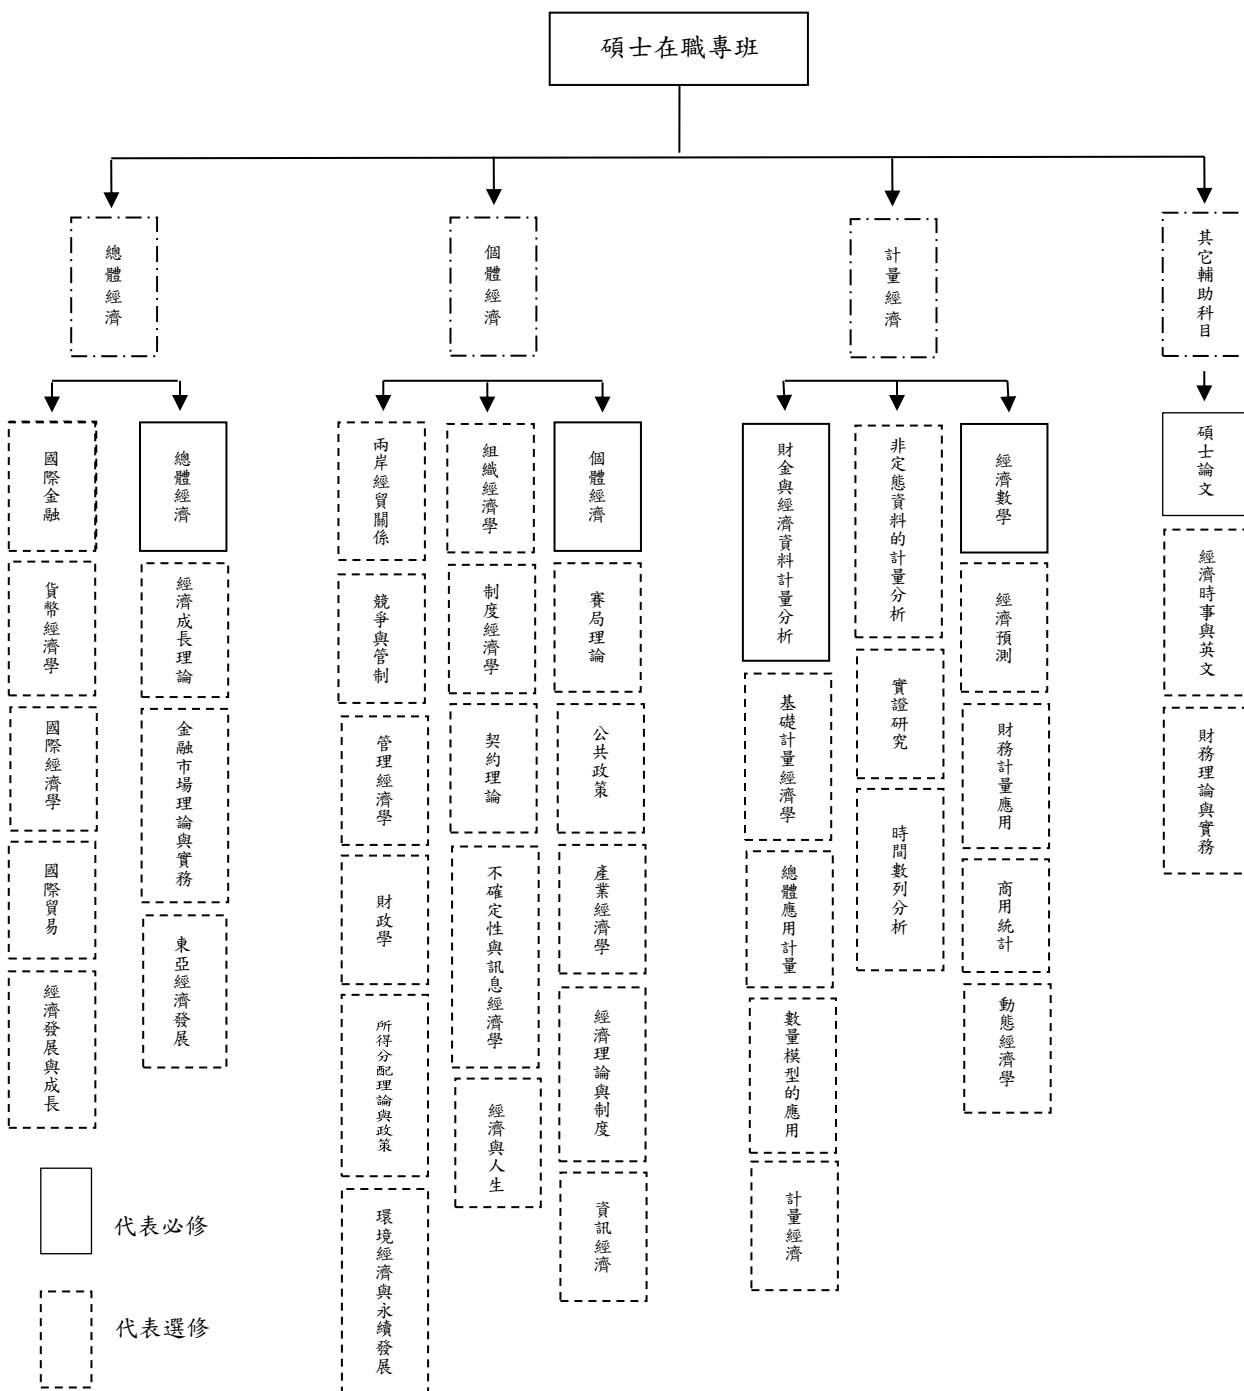 碩士在職專班
總體經濟
個體經濟
計量經濟
其它輔助科目
國際金融
貨幣經濟學
國際經濟學
國際貿易
經濟發展與成長
總體經濟
經濟成長理論
金融市場理論與實務
東亞經濟發展
兩岸經貿關係
競爭與管制
管理經濟學
財政學
所得分配理論與政策
環境經濟與永續發展
組織經濟學
制度經濟學
契約理論
不確定性與訊息經濟學
經濟與人生
個體經濟
賽局理論
公共政策
產業經濟學
經濟理論與制度
資訊經濟
財金與經濟資料計量分析
基礎計量經濟學
總體應用計量
數量模型的應用
計量經濟
非定態資料的計量分析
實證研究
時間數列分析
經濟數學
經濟預測
財務計量應用
商用統計
動態經濟學
碩士論文
經濟時事與英文
財務理論與實務
代表必修
代表選修